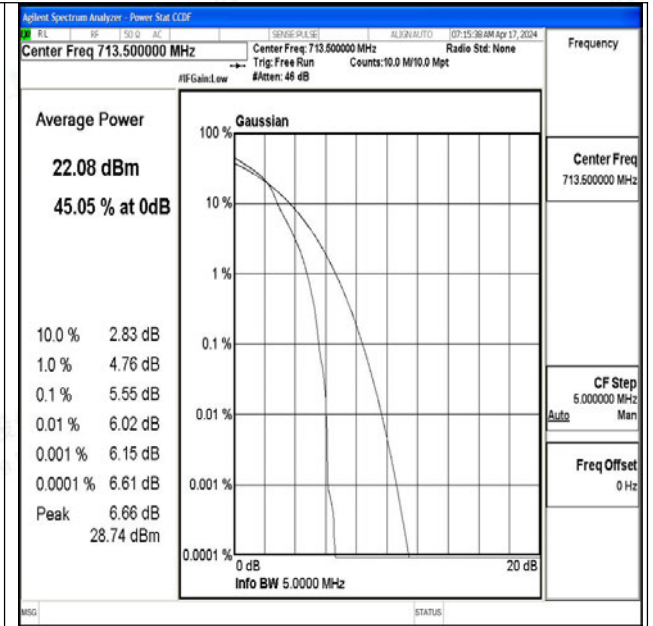 Agilent Spectrum Analyzer - Power Stat CCDF
RL RF 50 Ω AC SENSE:PULSE ALIGN AUTO 07:15:38 AM Apr 17, 2024
Center Freq 713.500000 MHz
Center Freq: 713.500000 MHz Radio Std: None
Trig: Free Run Counts:10.0 M/10.0 Mpt
#IFGain:Low #Atten: 46 dB
Frequency
Average Power
22.08 dBm
45.05 % at 0dB
10.0 % 2.83 dB
1.0 % 4.76 dB
0.1 % 5.55 dB
0.01 % 6.02 dB
0.001 % 6.15 dB
0.0001 % 6.61 dB
Peak 6.66 dB
28.74 dBm
Gaussian
100 %
10 %
1 %
0.1 %
0.01 %
0.001 %
0.0001 %
0 dB 20 dB
Info BW 5.0000 MHz
Center Freq
713.500000 MHz
CF Step
5.000000 MHz
Auto Man
Freq Offset
0 Hz
MSG STATUS